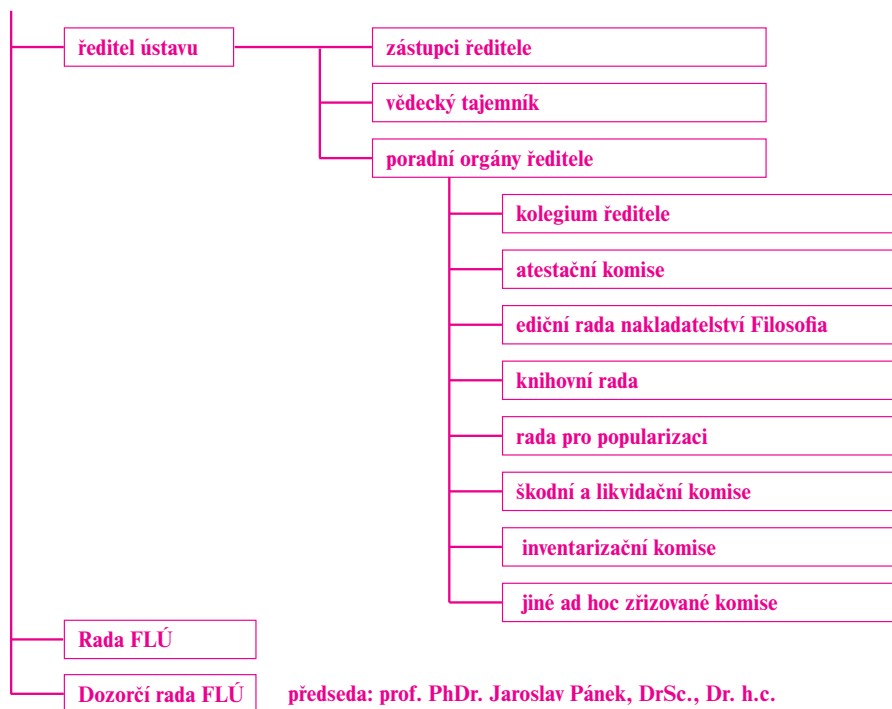 ředitel ústavu
zástupci ředitele
vědecký tajemník
poradní orgány ředitele
kolegium ředitele
atestační komise
ediční rada nakladatelství Filosofia
knihovní rada
rada pro popularizaci
škodní a likvidační komise
inventarizační komise
jiné ad hoc zřizované komise
Rada FLÚ
Dozorčí rada FLÚ předseda: prof. PhDr. Jaroslav Pánek, DrSc., Dr. h.c.